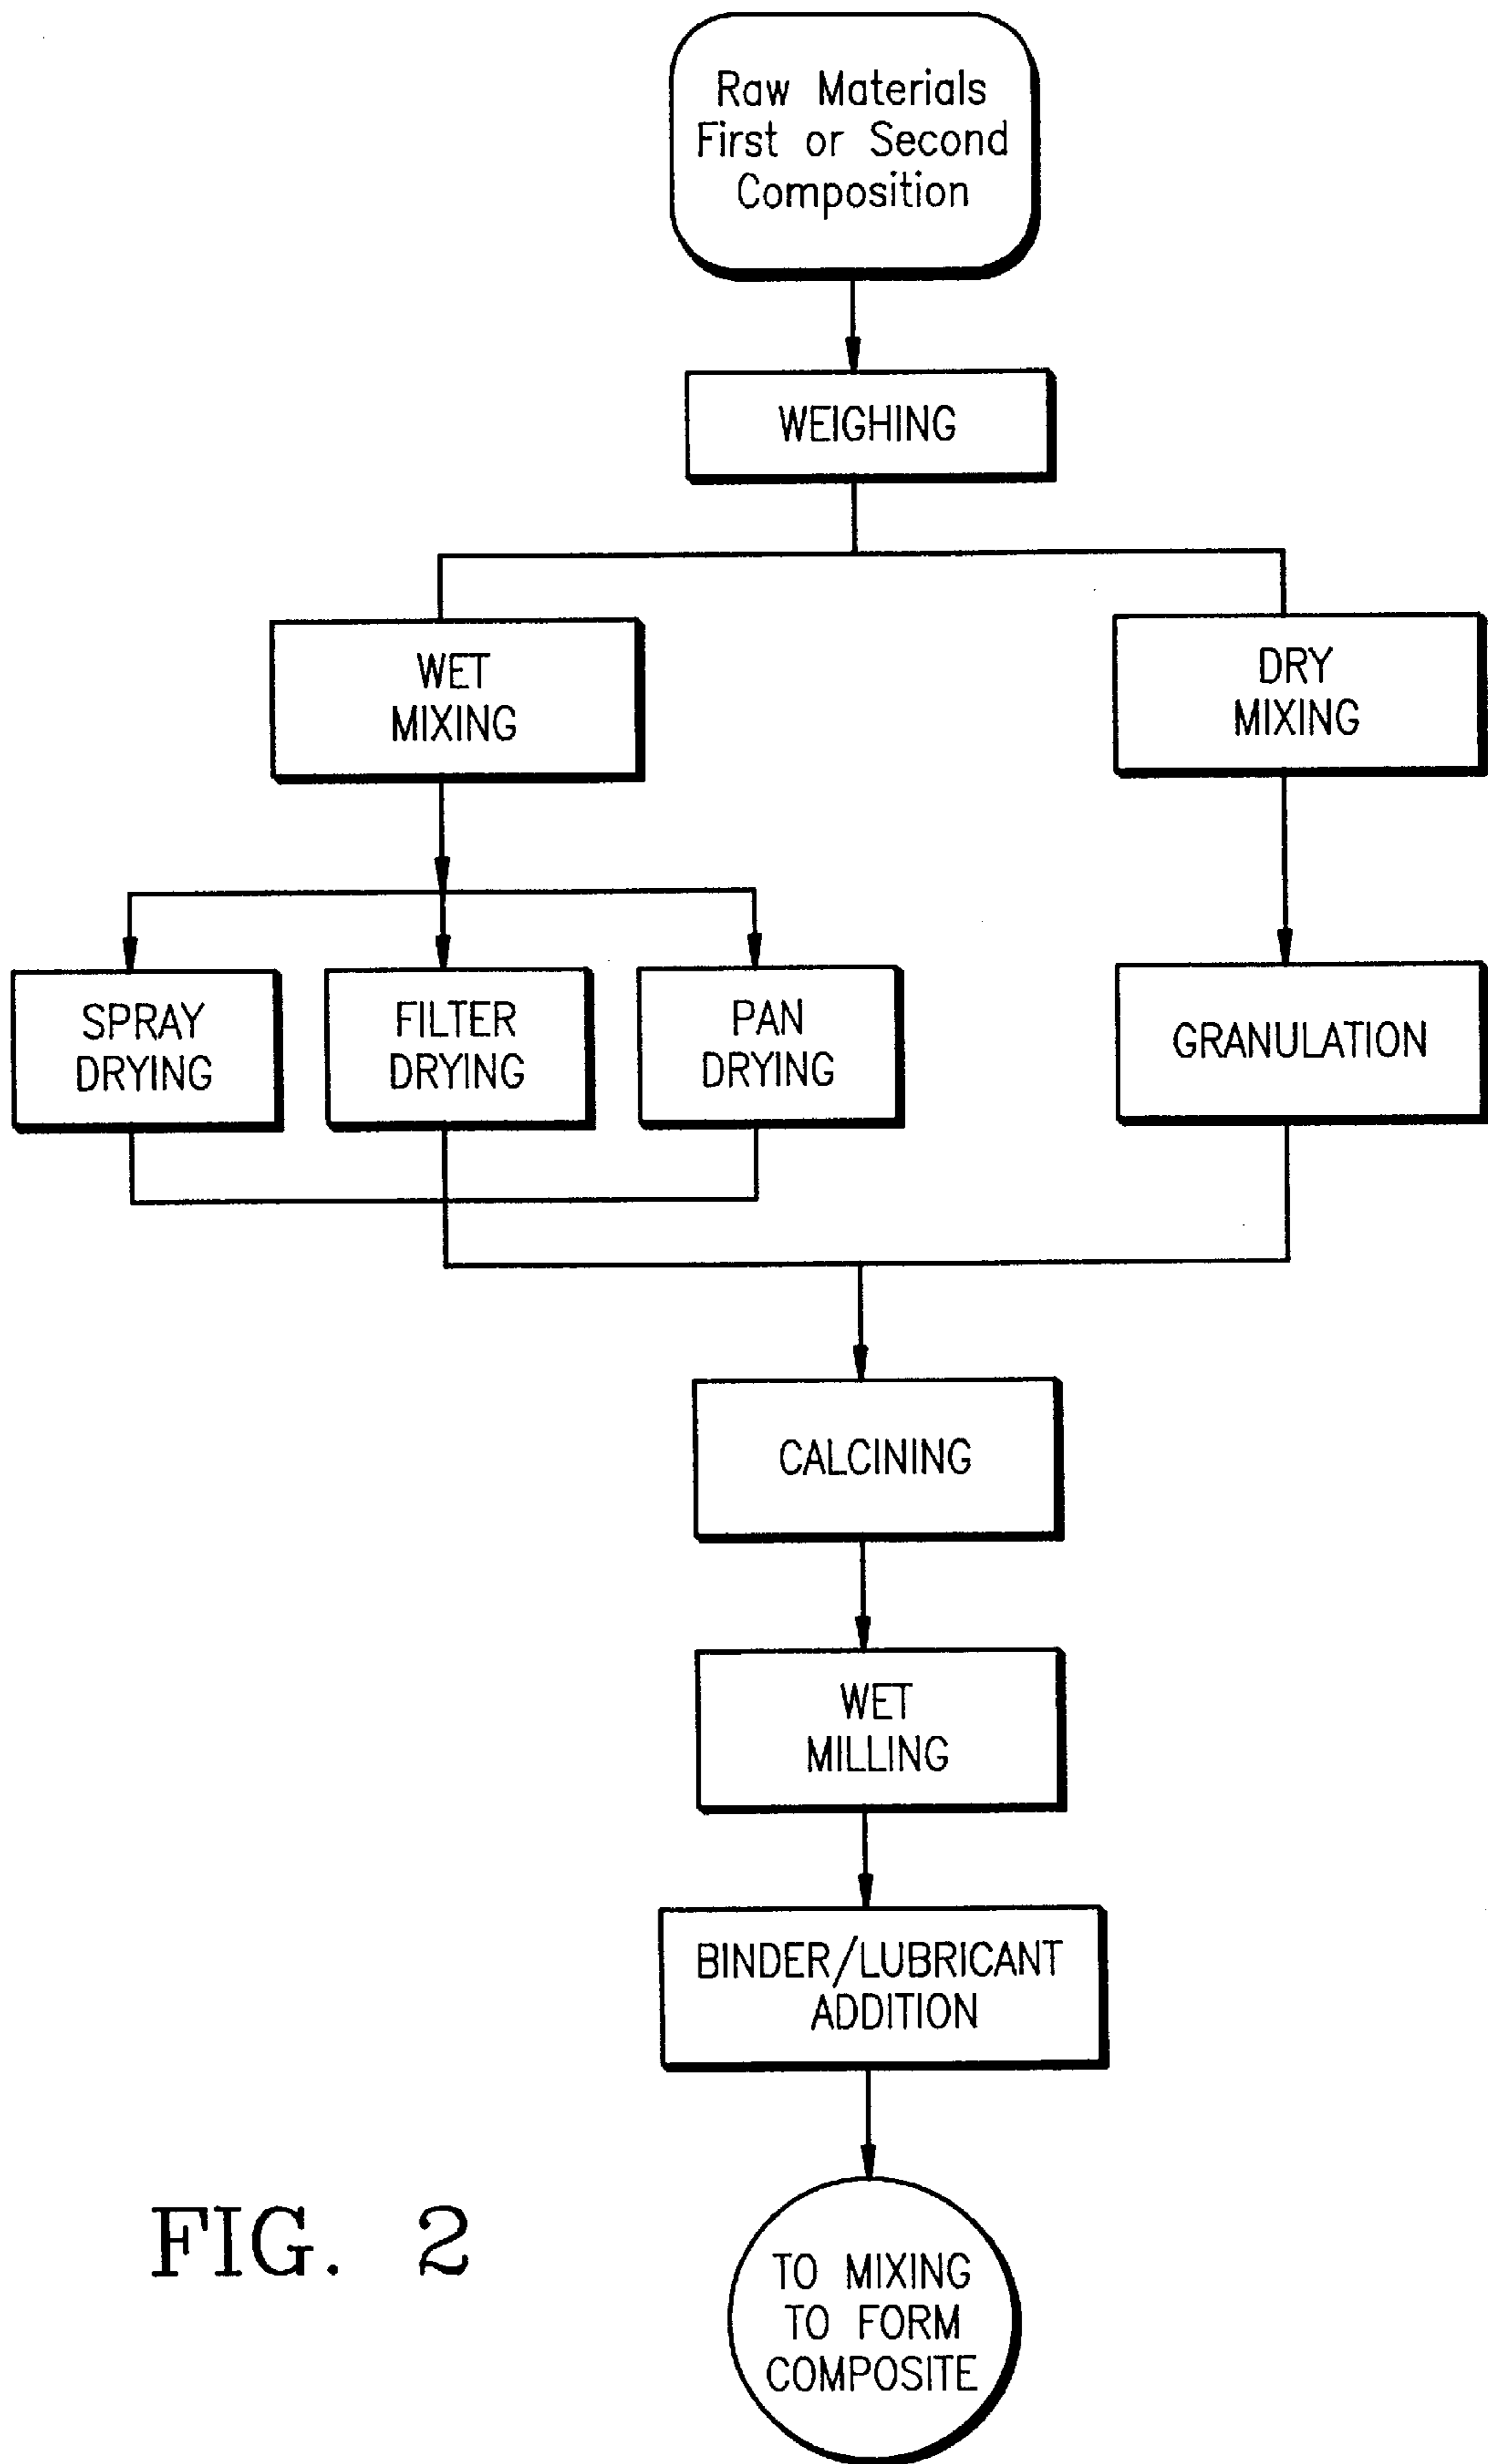 Raw Materials
First or Second
Composition
WEIGHING
WET
MIXING
DRY
MIXING
SPRAY
DRYING
FILTER
DRYING
PAN
DRYING
GRANULATION
CALCINING
WET
MILLING
BINDER/LUBRICANT
ADDITION
TO MIXING
TO FORM
COMPOSITE
FIG. 2